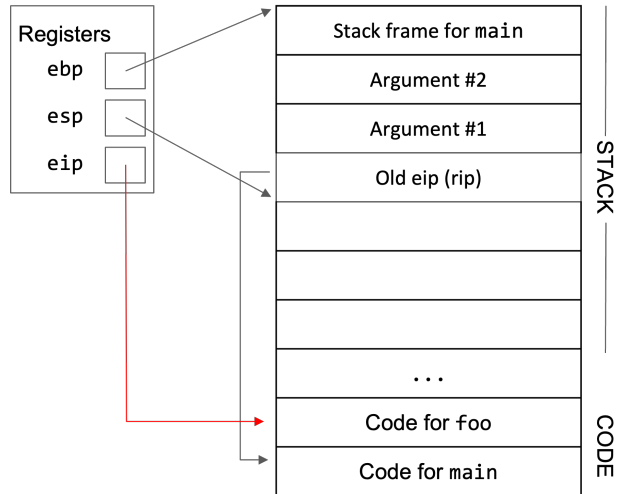 Registers
ebp
esp
eip
Stack frame for main
Argument #2
Argument #1
Old eip (rip)
...
Code for foo
Code for main
STACK
CODE